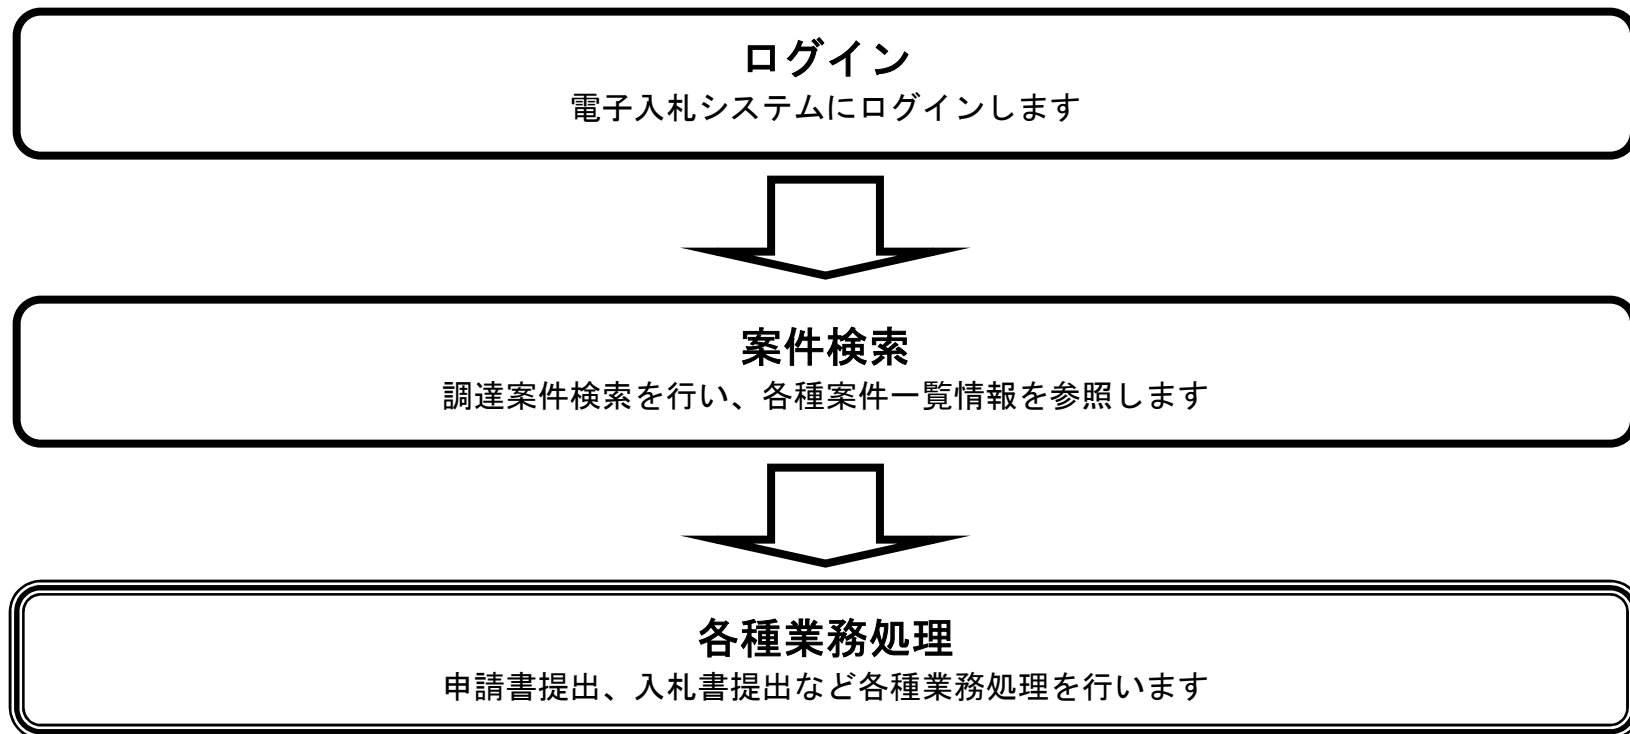 ログイン
電子入札システムにログインします
案件検索
調達案件検索を行い、各種案件一覧情報を参照します
各種業務処理
申請書提出、入札書提出など各種業務処理を行います